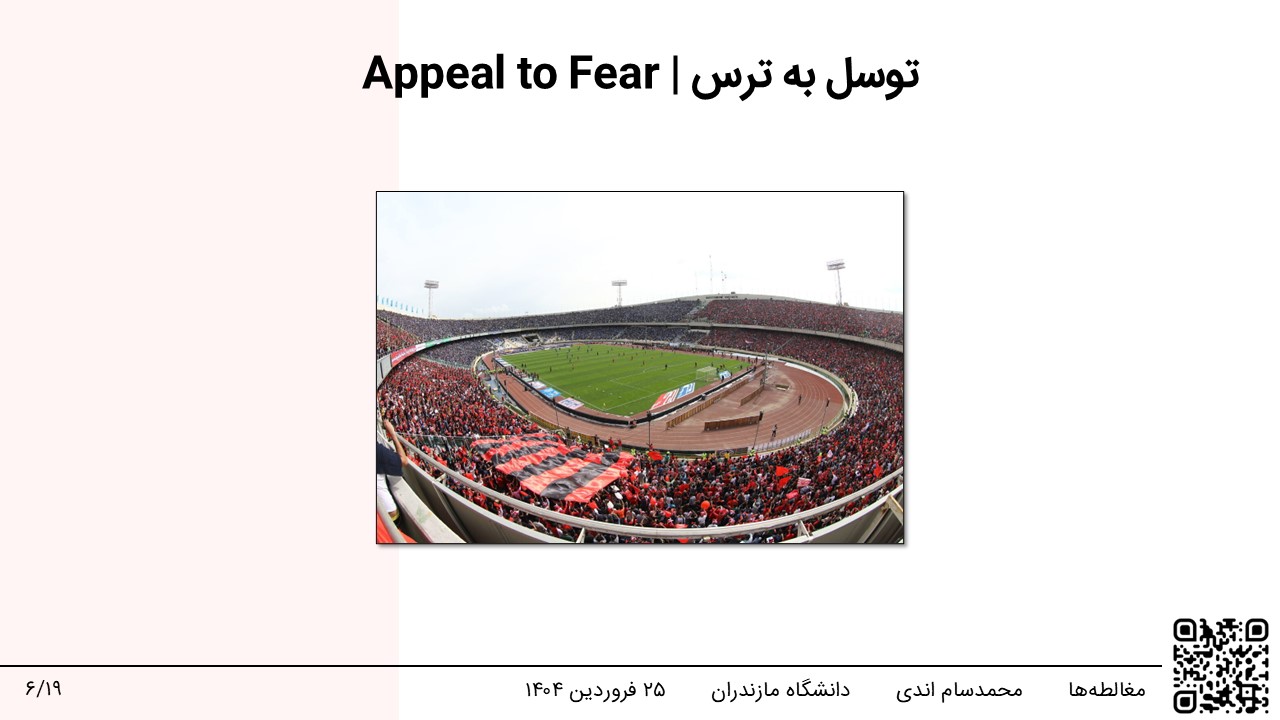 توسل به ترس | Appeal to Fear
مغالطه‌ها
محمدسام اندی
دانشگاه مازندران
۲۵ فروردین ۱۴۰۴
۶/۱۹